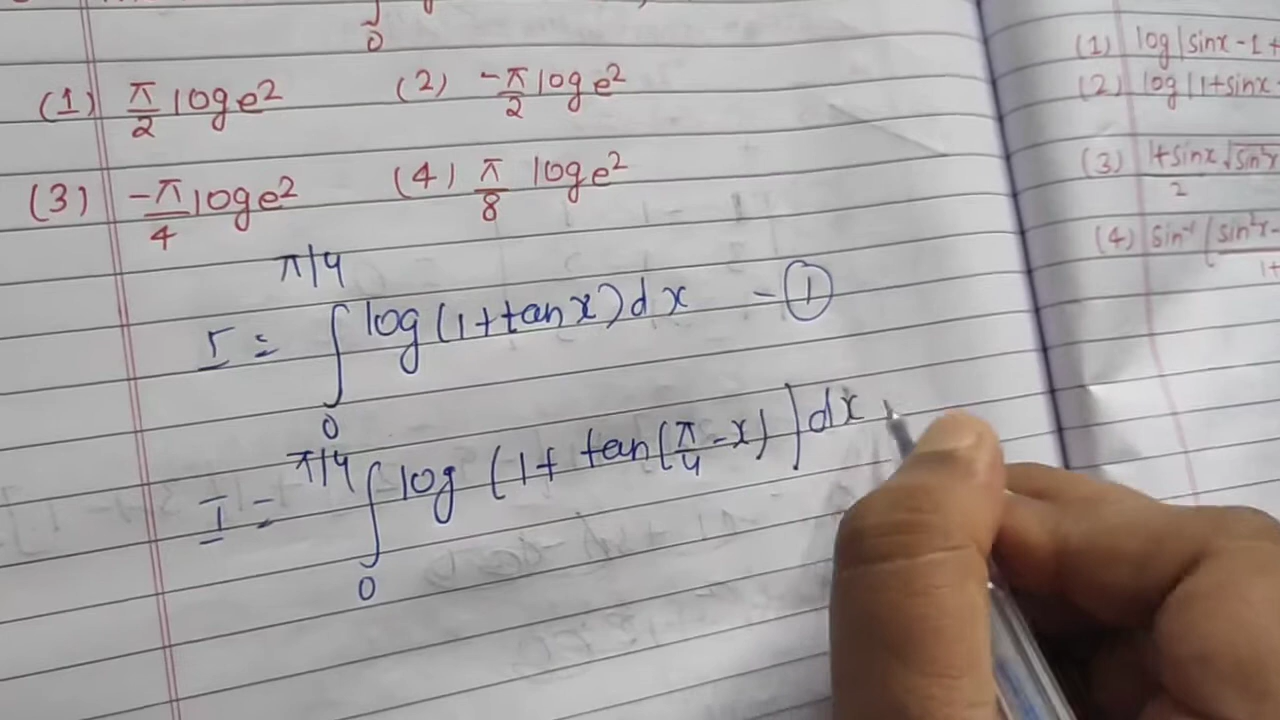 0
(1) π/2 log e2 (2) -π/2 log e2
(3) -π/4 log e2 (4) π/8 log e2
I = ∫ 0 π/4 log(1+tan x)dx - ①
I = ∫ 0 π/4 log (1+ tan(π/4 -x))dx
(1) log|sinx-1+
(2) log|1+sinx
(3) 1+sinx √sin²x / 2
(4) sin⁻¹ (sin²x- / 1+